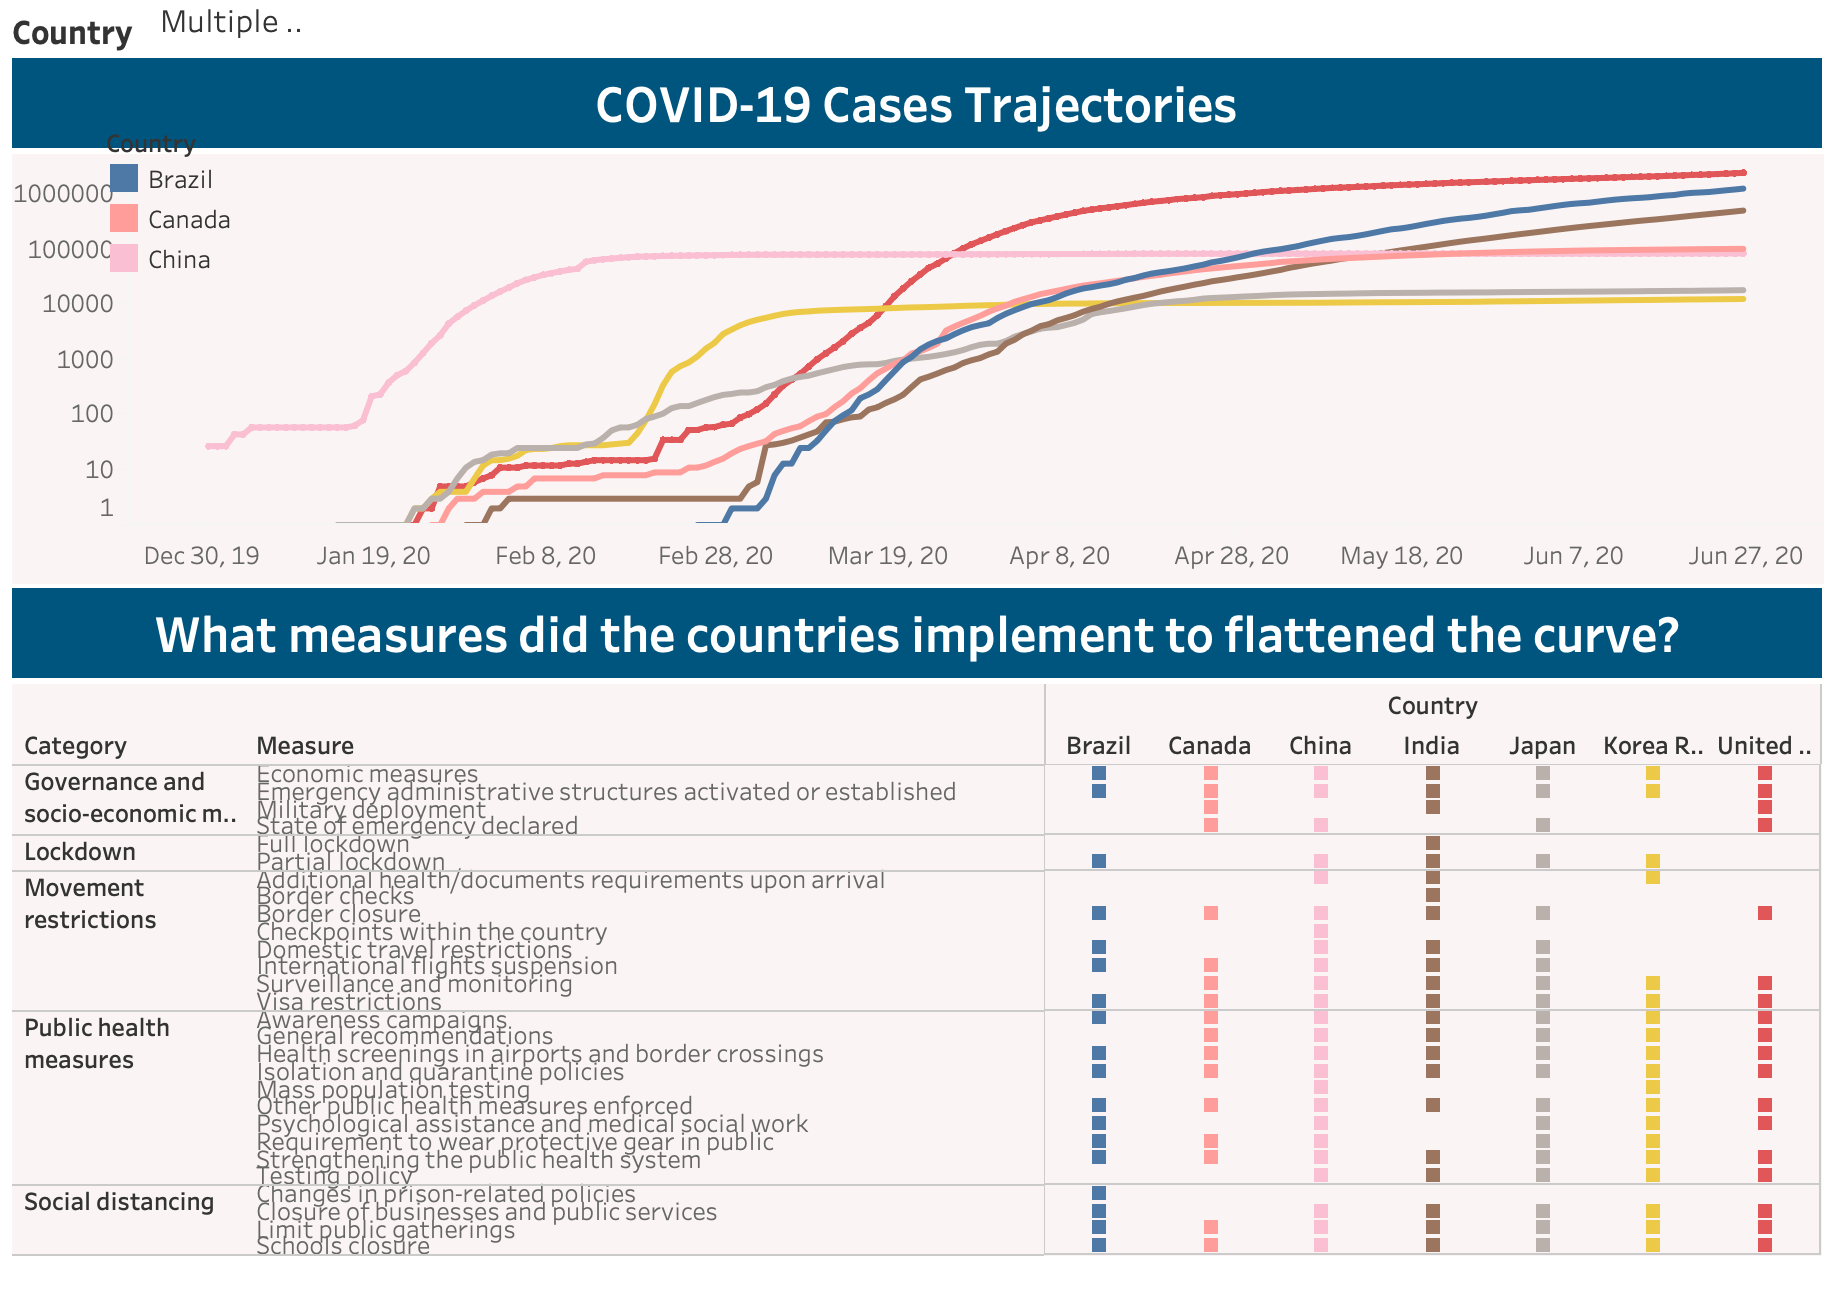 Country Multiple ..
COVID-19 Cases Trajectories
Country
Brazil
Canada
China
1000000
100000
10000
1000
100
10
1
Dec 30, 19 Jan 19, 20 Feb 8, 20 Feb 28, 20 Mar 19, 20 Apr 8, 20 Apr 28, 20 May 18, 20 Jun 7, 20 Jun 27, 20
What measures did the countries implement to flattened the curve?
Country
Category Measure Brazil Canada China India Japan Korea R.. United ..
Governance and
socio-economic m..
Economic measures
Emergency administrative structures activated or established
Military deployment
State of emergency declared
Lockdown
Full lockdown
Partial lockdown
Movement
restrictions
Additional health/documents requirements upon arrival
Border checks
Border closure
Checkpoints within the country
Domestic travel restrictions
International flights suspension
Surveillance and monitoring
Visa restrictions
Public health
measures
Awareness campaigns
General recommendations
Health screenings in airports and border crossings
Isolation and quarantine policies
Mass population testing
Other public health measures enforced
Psychological assistance and medical social work
Requirement to wear protective gear in public
Strengthening the public health system
Testing policy
Social distancing
Changes in prison-related policies
Closure of businesses and public services
Limit public gatherings
Schools closure